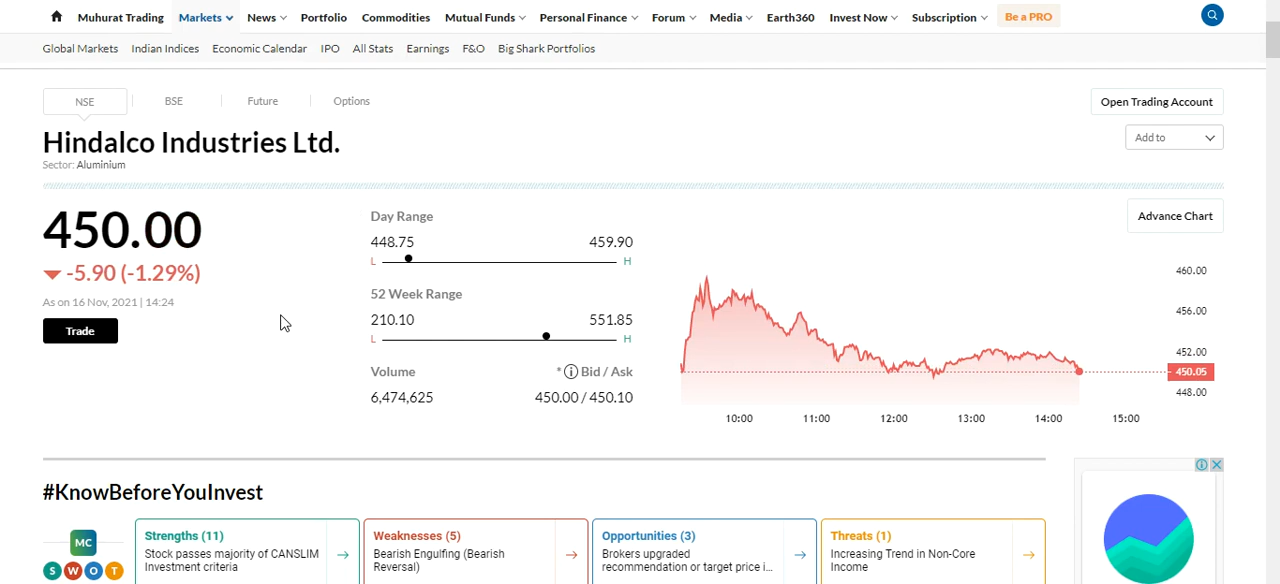 Muhurat Trading Markets News Portfolio Commodities Mutual Funds Personal Finance Forum Media Earth360 Invest Now Subscription Be a PRO
Global Markets Indian Indices Economic Calendar IPO All Stats Earnings F&O Big Shark Portfolios
NSE BSE Future Options
Open Trading Account
Hindalco Industries Ltd.
Add to
Sector: Aluminium
450.00
-5.90 (-1.29%)
As on 16 Nov, 2021 | 14:24
Trade
Day Range
448.75 459.90
L H
52 Week Range
210.10 551.85
L H
Volume * i Bid / Ask
6,474,625 450.00 / 450.10
Advance Chart
460.00
456.00
452.00
450.05
448.00
10:00 11:00 12:00 13:00 14:00 15:00
#KnowBeforeYouInvest
MC
S W O T
Strengths (11)
Stock passes majority of CANSLIM
Investment criteria
Weaknesses (5)
Bearish Engulfing (Bearish
Reversal)
Opportunities (3)
Brokers upgraded
recommendation or target price i...
Threats (1)
Increasing Trend in Non-Core
Income